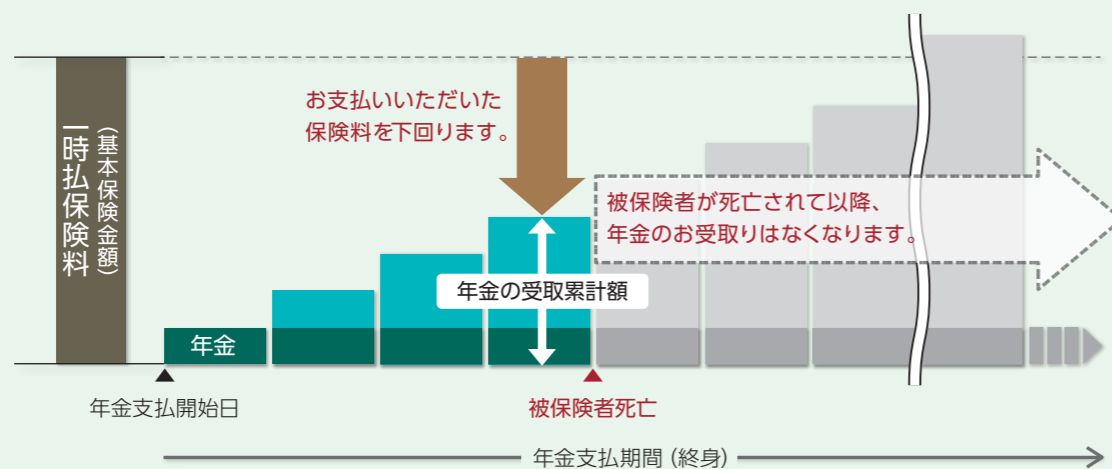 一時払保険料
(基本保険金額)
お支払いいただいた
保険料を下回ります。
被保険者が死亡されて以降、
年金のお受取りはなくなります。
年金の受取累計額
年金
年金支払開始日
被保険者死亡
年金支払期間(終身)